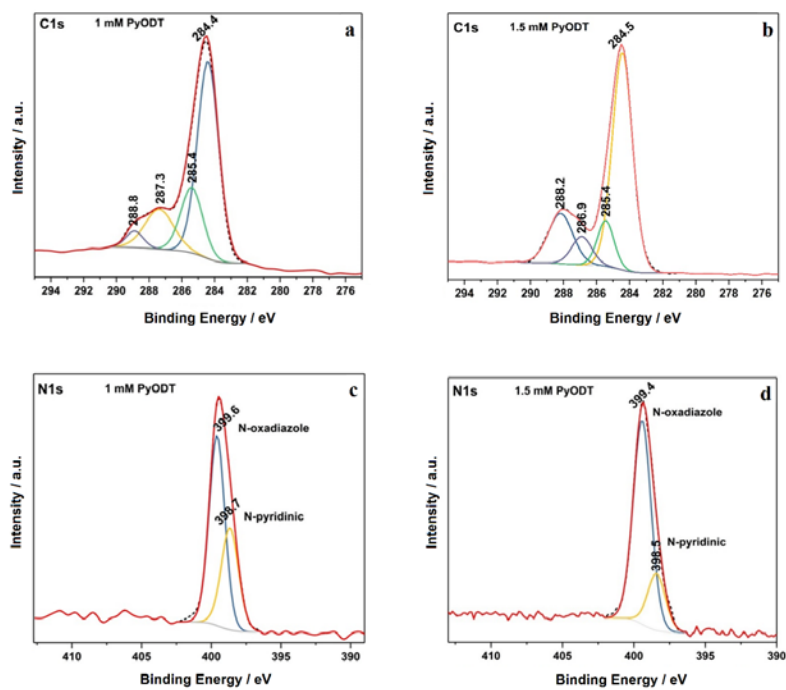 C1s 1 mM PyODT a
284.4
285.4
287.3
288.8
Intensity / a.u.
294 292 290 288 286 284 282 280 278 276
Binding Energy / eV
C1s 1.5 mM PyODT b
284.5
288.2
286.9
285.4
Intensity / a.u.
294 292 290 288 286 284 282 280 278 276
Binding Energy / eV
N1s 1 mM PyODT c
399.6
N-oxadiazole
398.7
N-pyridinic
Intensity / a.u.
410 405 400 395 390
Binding Energy / eV
N1s 1.5 mM PyODT d
399.4
N-oxadiazole
N-pyridinic
398.5
Intensity / a.u.
410 405 400 395 390
Binding Energy / eV